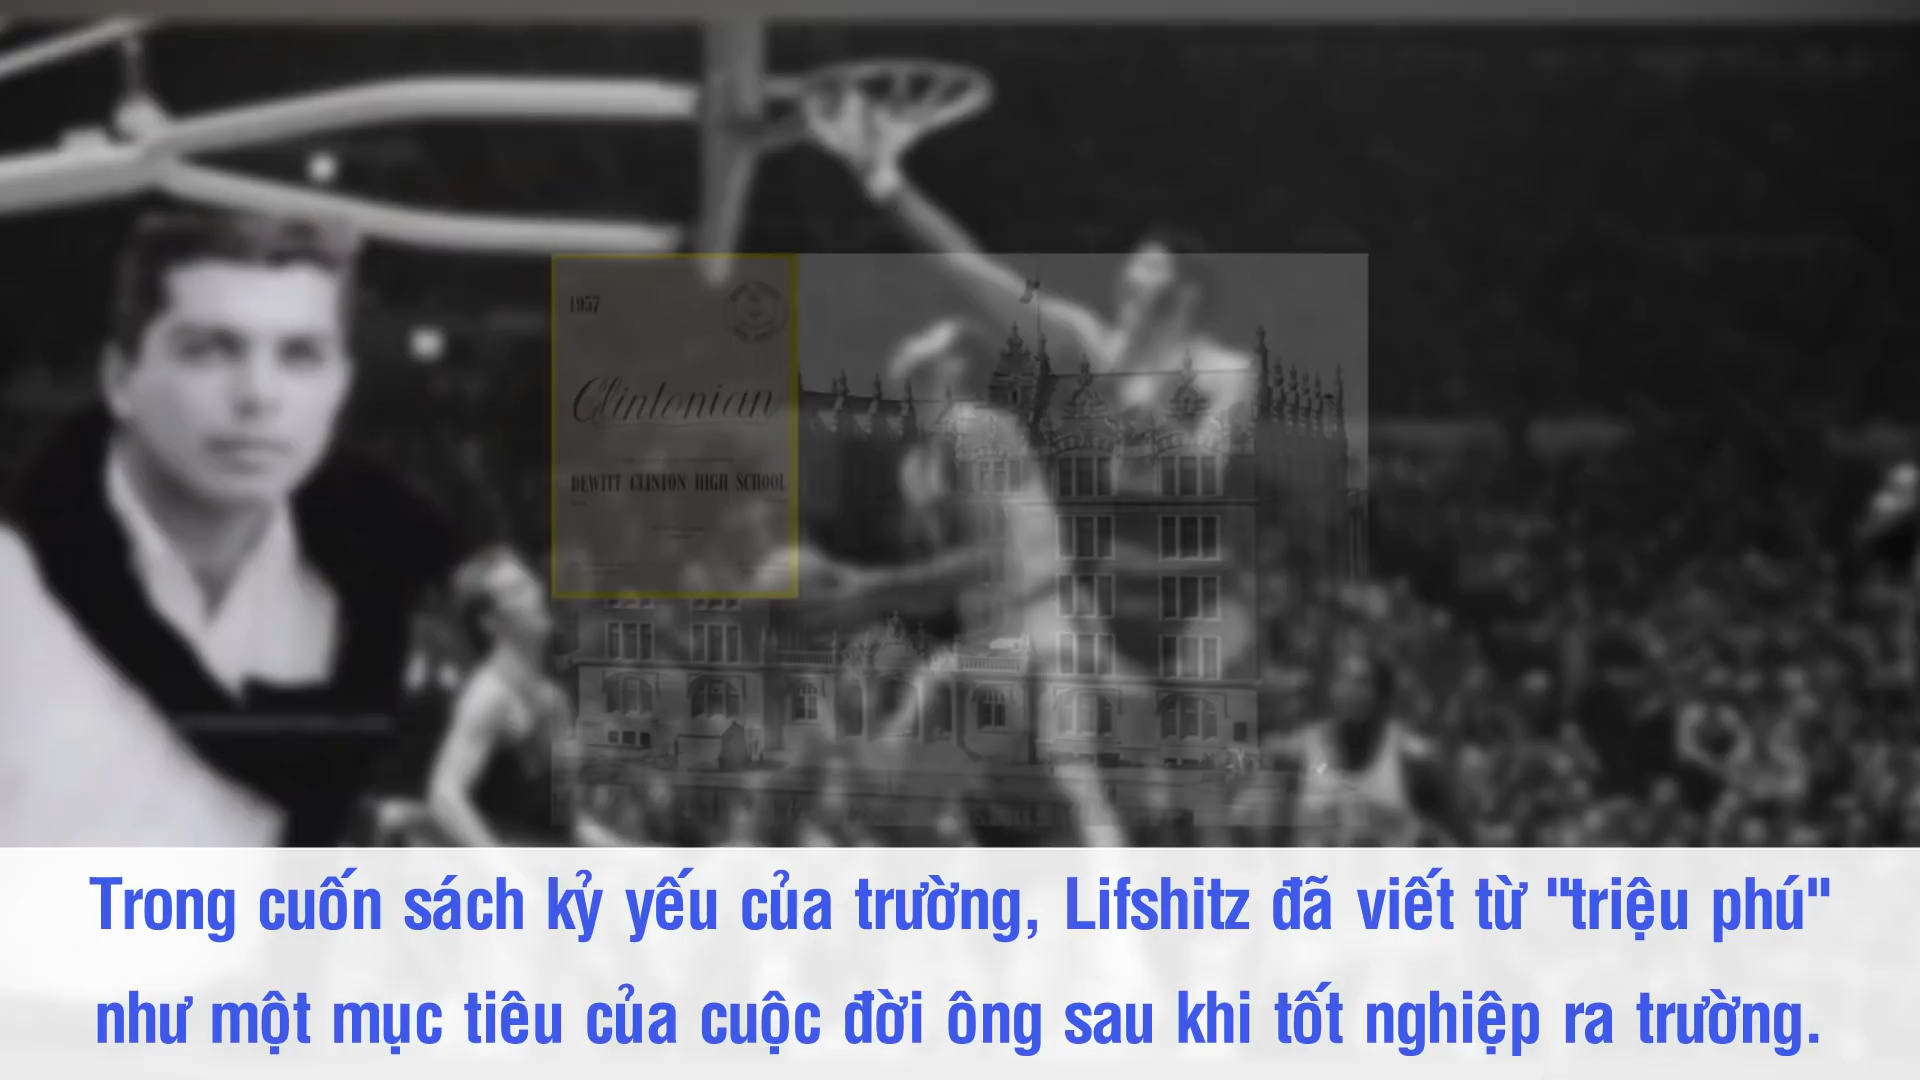 1957
Clintonian
DEWITT CLINTON HIGH SCHOOL
Trong cuốn sách kỷ yếu của trường, Lifshitz đã viết từ "triệu phú"
như một mục tiêu của cuộc đời ông sau khi tốt nghiệp ra trường.